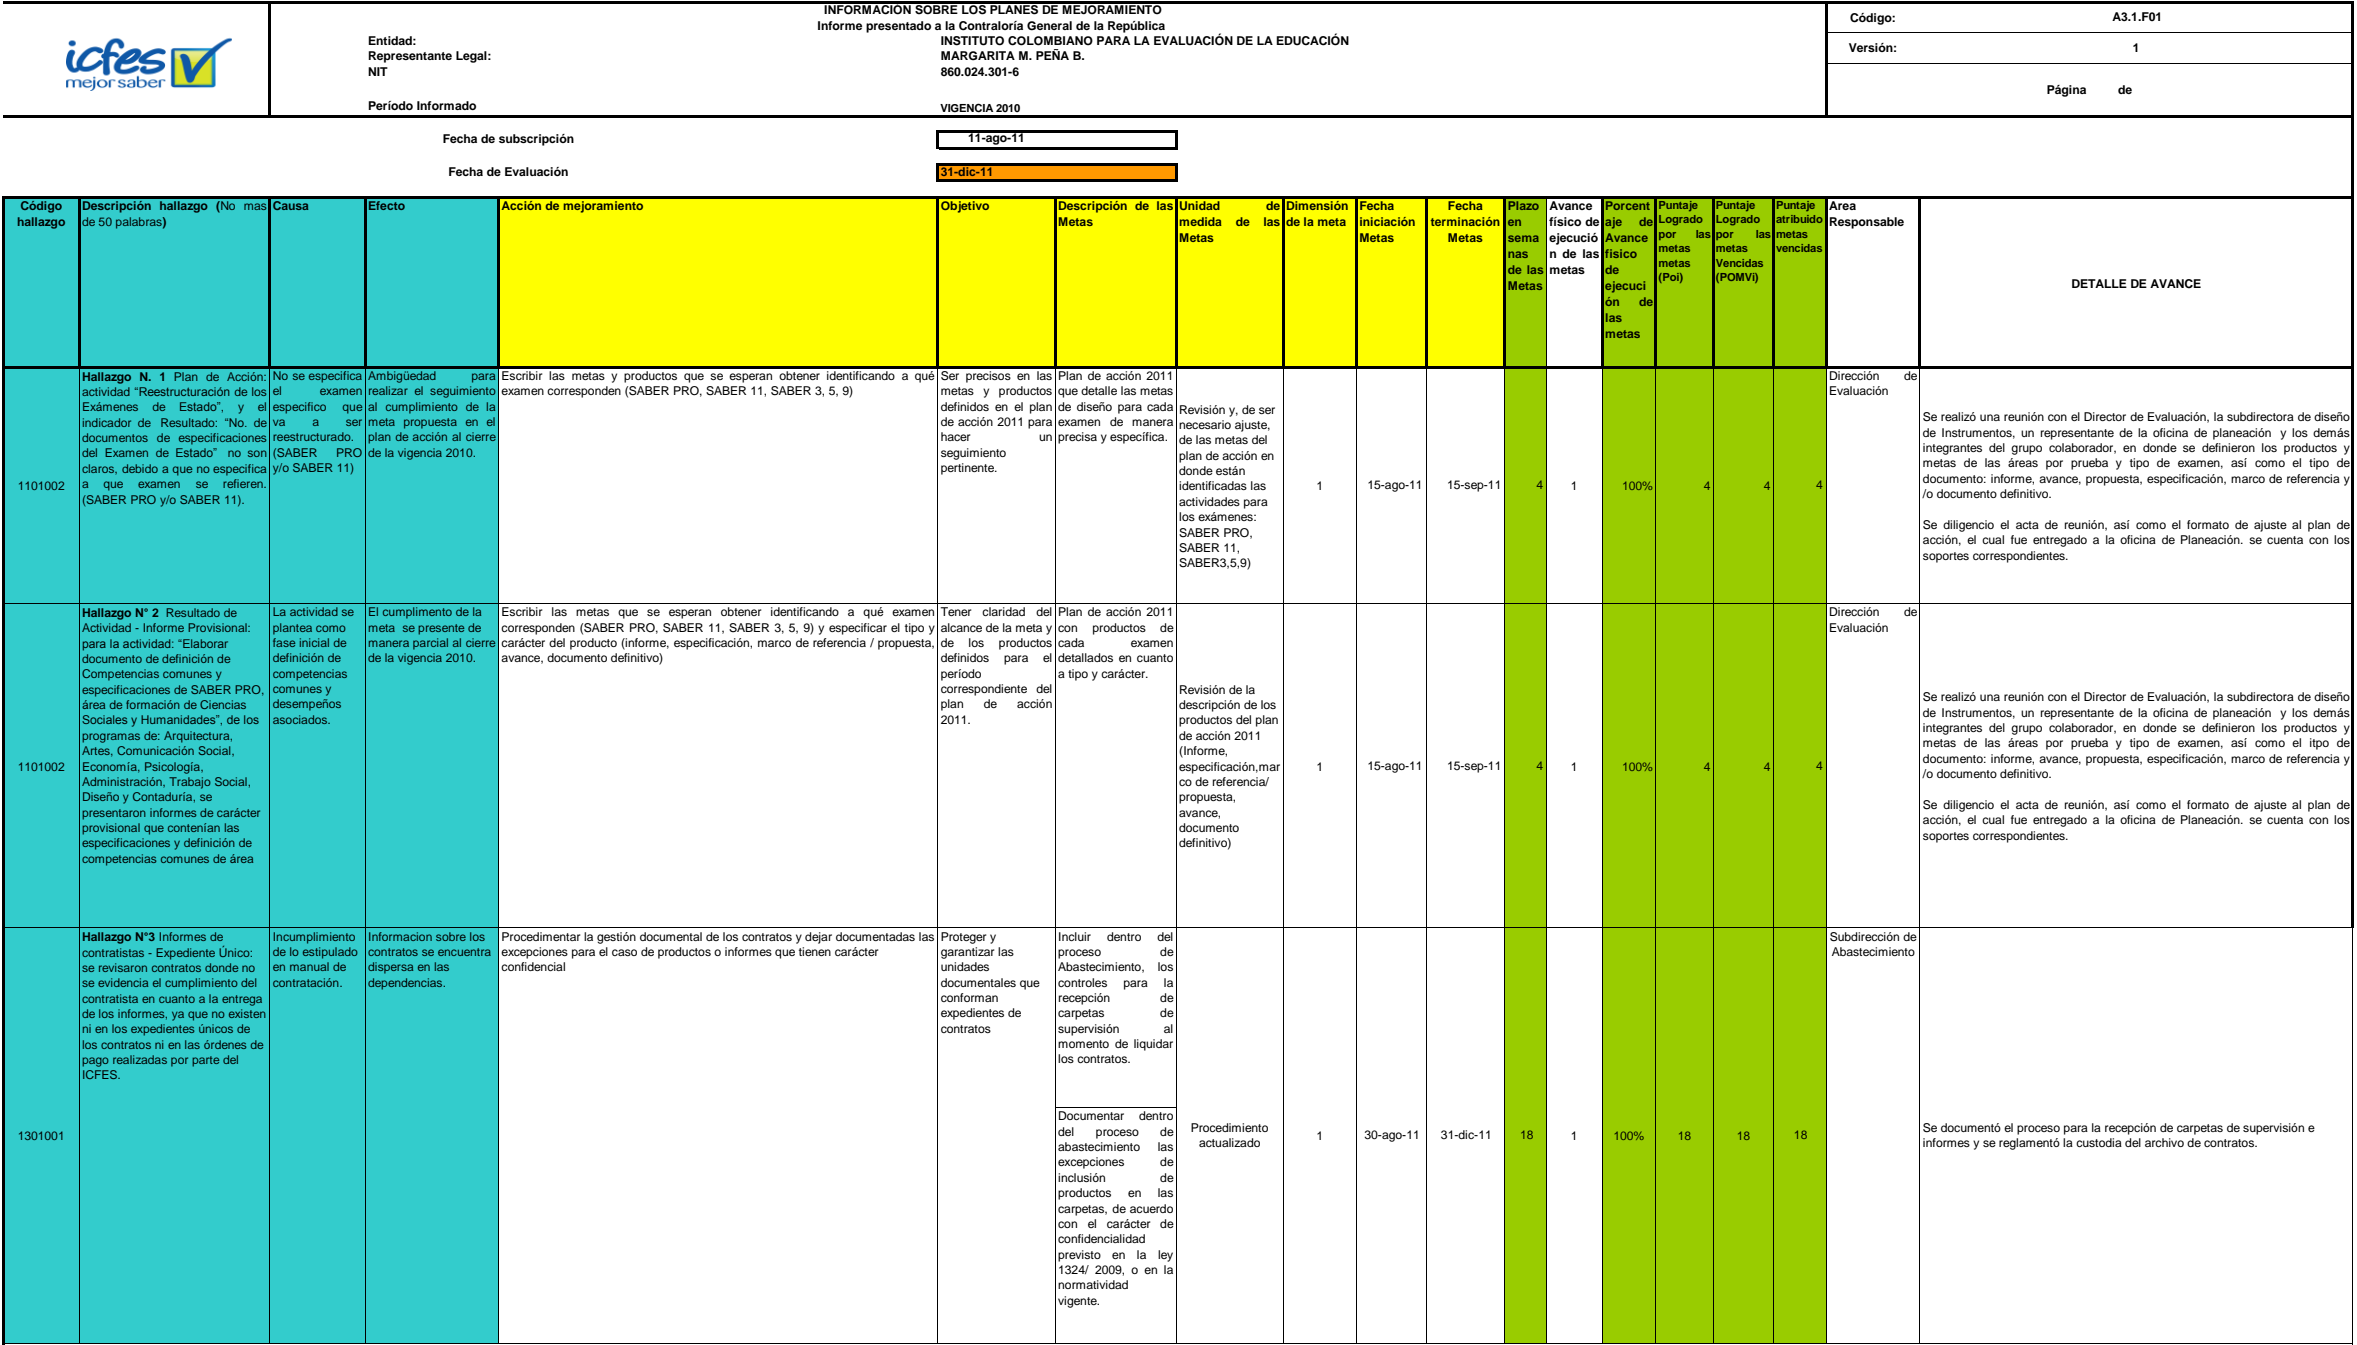 INFORMACIÓN SOBRE LOS PLANES DE MEJORAMIENTO
Informe presentado a la Contraloría General de la República
icfes
mejor saber
Entidad: INSTITUTO COLOMBIANO PARA LA EVALUACIÓN DE LA EDUCACIÓN
Representante Legal: MARGARITA M. PEÑA B.
NIT 860.024.301-6
Período Informado VIGENCIA 2010
Código: A3.1.F01
Versión: 1
Página de
Fecha de subscripción 11-ago-11
Fecha de Evaluación 31-dic-11
Código
hallazgo
Descripción hallazgo (No mas
de 50 palabras)
Causa
Efecto
Acción de mejoramiento
Objetivo
Descripción de las
Metas
Unidad de
medida de las
Metas
Dimensión
de la meta
Fecha
iniciación
Metas
Fecha
terminación
Metas
Plazo
en
sema
nas
de las
Metas
Avance
físico de
ejecució
n de las
metas
Porcent
aje de
Avance
fisico
de
ejecuci
ón de
las
metas
Puntaje
Logrado
por las
metas
metas
(Poi)
Puntaje
Logrado
por las
metas
Vencidas
(POMVi)
Puntaje
atribuido
metas
vencidas
Area
Responsable
DETALLE DE AVANCE
1101002
Hallazgo N. 1 Plan de Acción:
actividad “Reestructuración de los
Exámenes de Estado”, y el
indicador de Resultado: “No. de
documentos de especificaciones
del Examen de Estado” no son
claros, debido a que no especifica
a que examen se refieren.
(SABER PRO y/o SABER 11).
No se especifica
el examen
especifico que
va a ser
reestructurado.
(SABER PRO
y/o SABER 11)
Ambigüedad para
realizar el seguimiento
al cumplimiento de la
meta propuesta en el
plan de acción al cierre
de la vigencia 2010.
Escribir las metas y productos que se esperan obtener identificando a qué
examen corresponden (SABER PRO, SABER 11, SABER 3, 5, 9)
Ser precisos en las
metas y productos
definidos en el plan
de acción 2011 para
hacer un
seguimiento
pertinente.
Plan de acción 2011
que detalle las metas
de diseño para cada
examen de manera
precisa y específica.
Revisión y, de ser
necesario ajuste,
de las metas del
plan de acción en
donde están
identificadas las
actividades para
los exámenes:
SABER PRO,
SABER 11,
SABER3,5,9)
1
15-ago-11
15-sep-11
4
1
100%
4
4
4
Dirección de
Evaluación
Se realizó una reunión con el Director de Evaluación, la subdirectora de diseño
de Instrumentos, un representante de la oficina de planeación y los demás
integrantes del grupo colaborador, en donde se definieron los productos y
metas de las áreas por prueba y tipo de examen, así como el tipo de
documento: informe, avance, propuesta, especificación, marco de referencia y
/o documento definitivo.
Se diligencio el acta de reunión, así como el formato de ajuste al plan de
acción, el cual fue entregado a la oficina de Planeación. se cuenta con los
soportes correspondientes.
1101002
Hallazgo N° 2 Resultado de
Actividad - Informe Provisional:
para la actividad: “Elaborar
documento de definición de
Competencias comunes y
especificaciones de SABER PRO,
área de formación de Ciencias
Sociales y Humanidades”, de los
programas de: Arquitectura,
Artes, Comunicación Social,
Economía, Psicología,
Administración, Trabajo Social,
Diseño y Contaduría, se
presentaron informes de carácter
provisional que contenían las
especificaciones y definición de
competencias comunes de área
La actividad se
plantea como
fase inicial de
definición de
competencias
comunes y
desempeños
asociados.
El cumplimento de la
meta se presente de
manera parcial al cierre
de la vigencia 2010.
Escribir las metas que se esperan obtener identificando a qué examen
corresponden (SABER PRO, SABER 11, SABER 3, 5, 9) y especificar el tipo y
carácter del producto (informe, especificación, marco de referencia / propuesta,
avance, documento definitivo)
Tener claridad del
alcance de la meta y
de los productos
definidos para el
período
correspondiente del
plan de acción
2011.
Plan de acción 2011
con productos de
cada examen
detallados en cuanto
a tipo y carácter.
Revisión de la
descripción de los
productos del plan
de acción 2011
(Informe,
especificación,mar
co de referencia/
propuesta,
avance,
documento
definitivo)
1
15-ago-11
15-sep-11
4
1
100%
4
4
4
Dirección de
Evaluación
Se realizó una reunión con el Director de Evaluación, la subdirectora de diseño
de Instrumentos, un representante de la oficina de planeación y los demás
integrantes del grupo colaborador, en donde se definieron los productos y
metas de las áreas por prueba y tipo de examen, así como el itpo de
documento: informe, avance, propuesta, especificación, marco de referencia y
/o documento definitivo.
Se diligencio el acta de reunión, así como el formato de ajuste al plan de
acción, el cual fue entregado a la oficina de Planeación. se cuenta con los
soportes correspondientes.
1301001
Hallazgo N°3 Informes de
contratistas - Expediente Único:
se revisaron contratos donde no
se evidencia el cumplimiento del
contratista en cuanto a la entrega
de los informes, ya que no existen
ni en los expedientes únicos de
los contratos ni en las órdenes de
pago realizadas por parte del
ICFES.
Incumplimiento
de lo estipulado
en manual de
contratación.
Informacion sobre los
contratos se encuentra
dispersa en las
dependencias.
Procedimentar la gestión documental de los contratos y dejar documentadas las
excepciones para el caso de productos o informes que tienen carácter
confidencial
Proteger y
garantizar las
unidades
documentales que
conforman
expedientes de
contratos
Incluir dentro del
proceso de
Abastecimiento, los
controles para la
recepción de
carpetas de
supervisión al
momento de liquidar
los contratos.
Documentar dentro
del proceso de
abastecimiento las
excepciones de
inclusión de
productos en las
carpetas, de acuerdo
con el carácter de
confidencialidad
previsto en la ley
1324/ 2009, o en la
normatividad
vigente.
Procedimiento
actualizado
1
30-ago-11
31-dic-11
18
1
100%
18
18
18
Subdirección de
Abastecimiento
Se documentó el proceso para la recepción de carpetas de supervisión e
informes y se reglamentó la custodia del archivo de contratos.